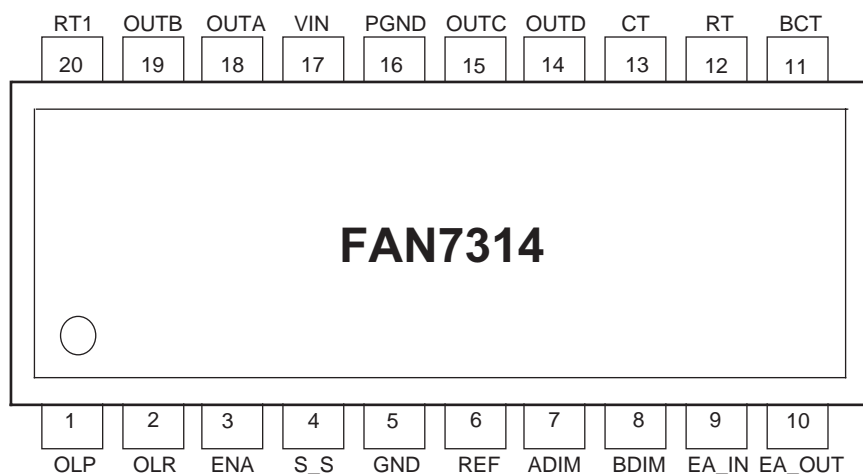 RT1 OUTB OUTA VIN PGND OUTC OUTD CT RT BCT
20 19 18 17 16 15 14 13 12 11
FAN7314
1 2 3 4 5 6 7 8 9 10
OLP OLR ENA S_S GND REF ADIM BDIM EA_IN EA_OUT